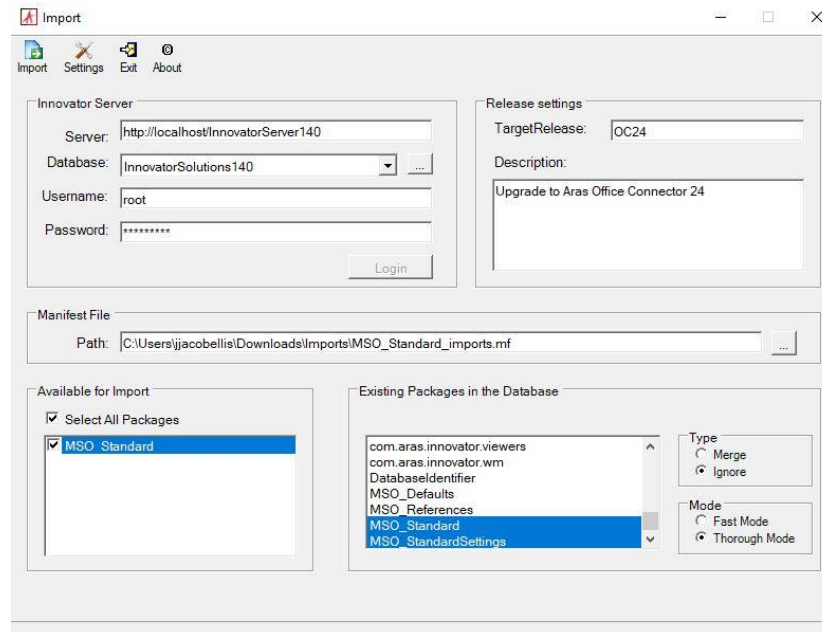 Import
Import Settings Exit About
Innovator Server
Server: http://localhost/InnovatorServer140
Database: InnovatorSolutions140 ...
Username: root
Password: *********
Login
Release settings
TargetRelease: OC24
Description:
Upgrade to Aras Office Connector 24
Manifest File
Path: C:\Users\jjacobellis\Downloads\Imports\MSO_Standard_imports.mf ...
Available for Import
Select All Packages
MSO_Standard
Existing Packages in the Database
com.aras.innovator.viewers
com.aras.innovator.wm
DatabaseIdentifier
MSO_Defaults
MSO_References
MSO_Standard
MSO_StandardSettings
Type
Merge
Ignore
Mode
Fast Mode
Thorough Mode